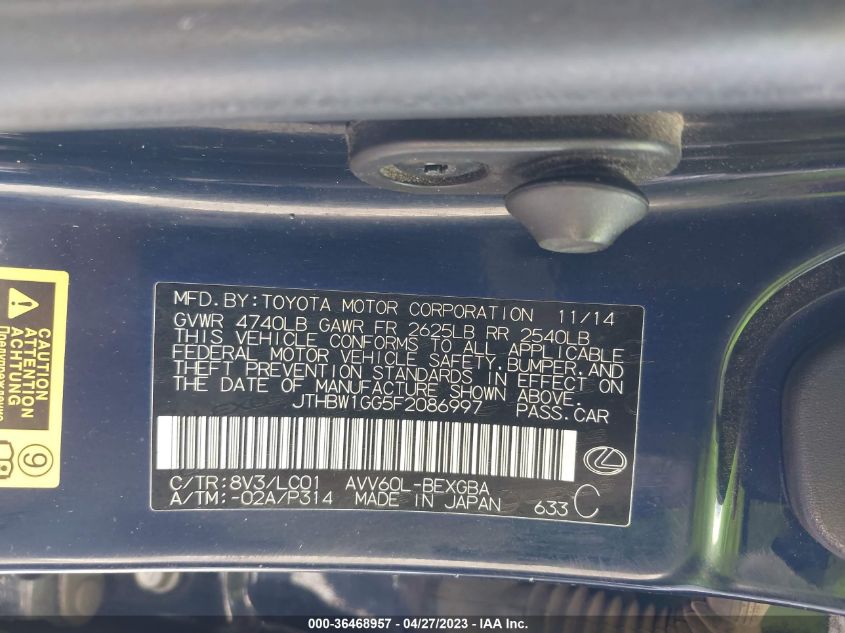 MFD.BY:TOYOTA MOTOR CORPORATION 11/14
GVWR 4740LB GAWR FR 2625LB RR 2540LB
THIS VEHICLE CONFORMS TO ALL APPLICABLE
FEDERAL MOTOR VEHICLE SAFETY,BUMPER,AND
THEFT PREVENTION STANDARDS IN EFFECT ON
THE DATE OF MANUFACTURE SHOWN ABOVE.
JTHBW1GG5F2086997 PASS.CAR
C/TR:8V3/LC01 AVV60L-BEXGBA
A/TM:-02A/P314 MADE IN JAPAN 633 C
CAUTION
ATTENTION
ACHTUNG
Предупреждение
9
000-36468957 - 04/27/2023 - IAA Inc.